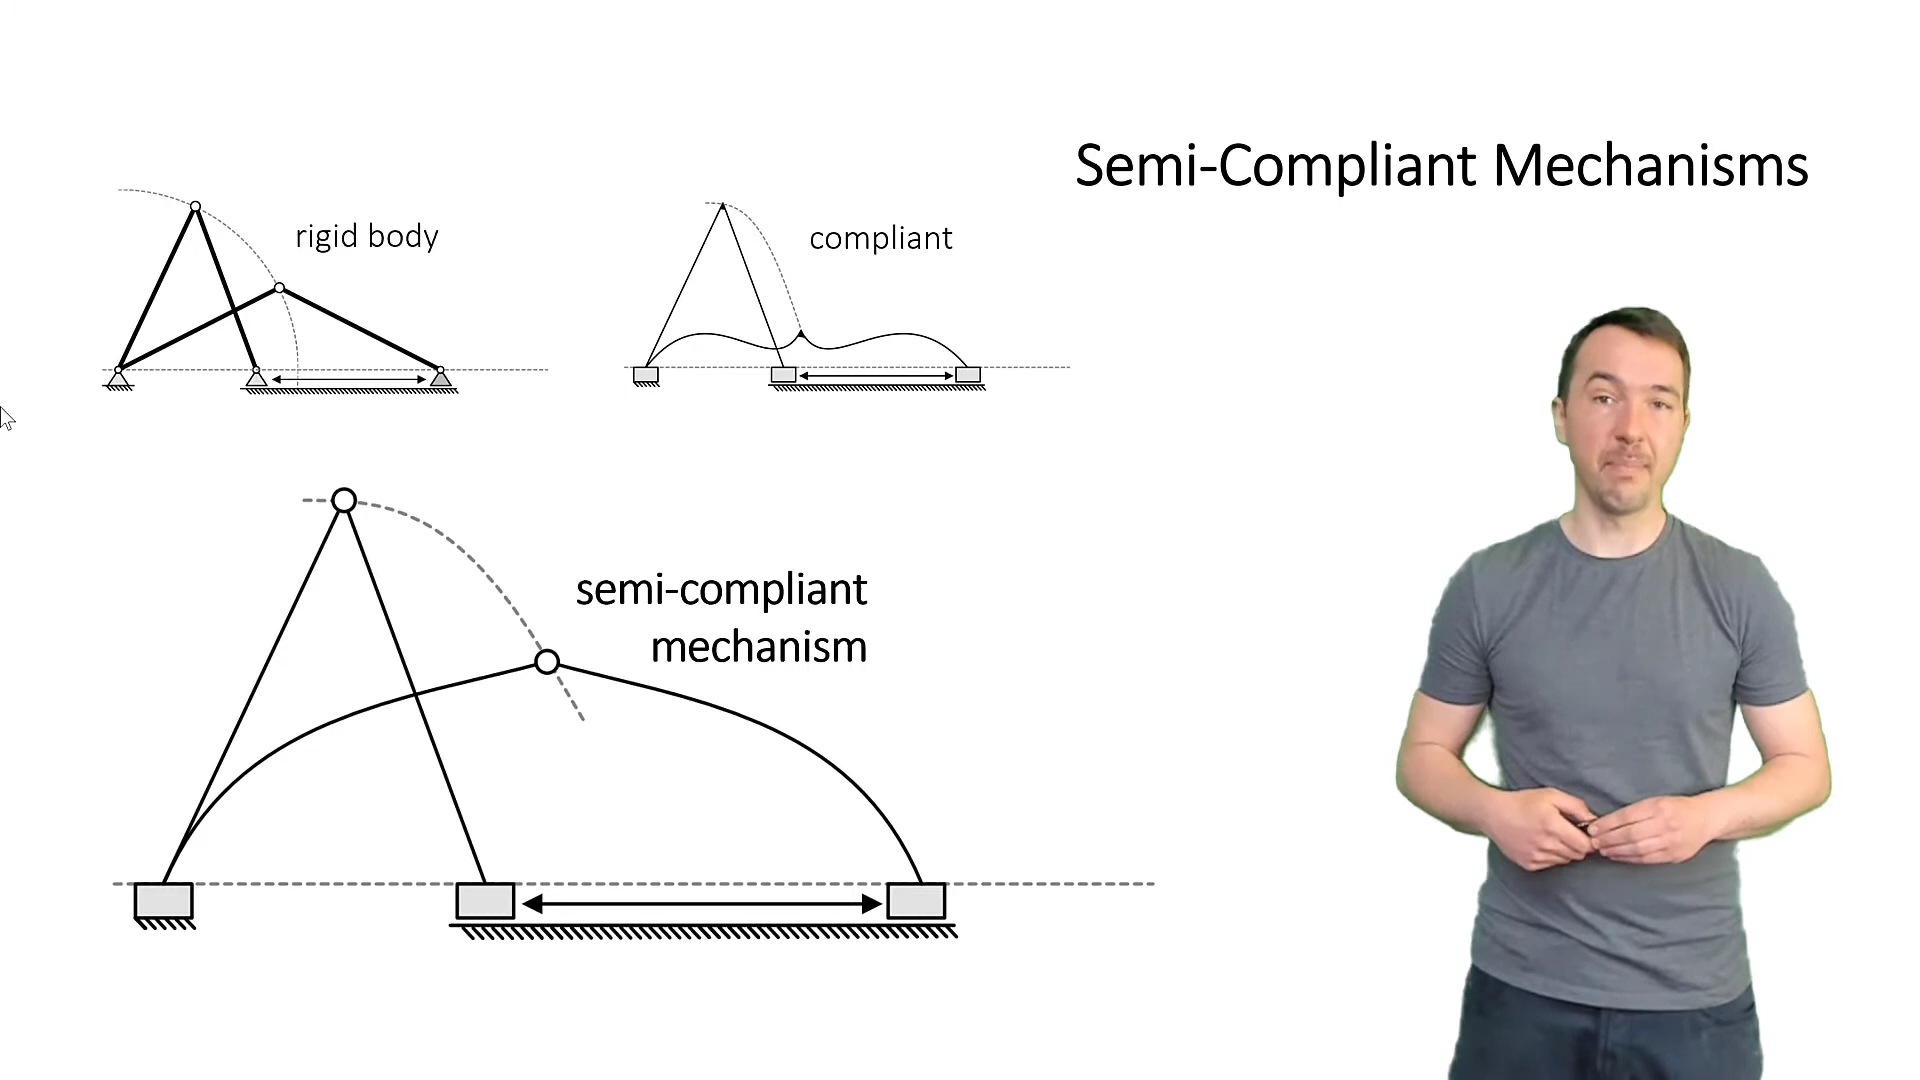 Semi-Compliant Mechanisms
rigid body
compliant
semi-compliant
mechanism